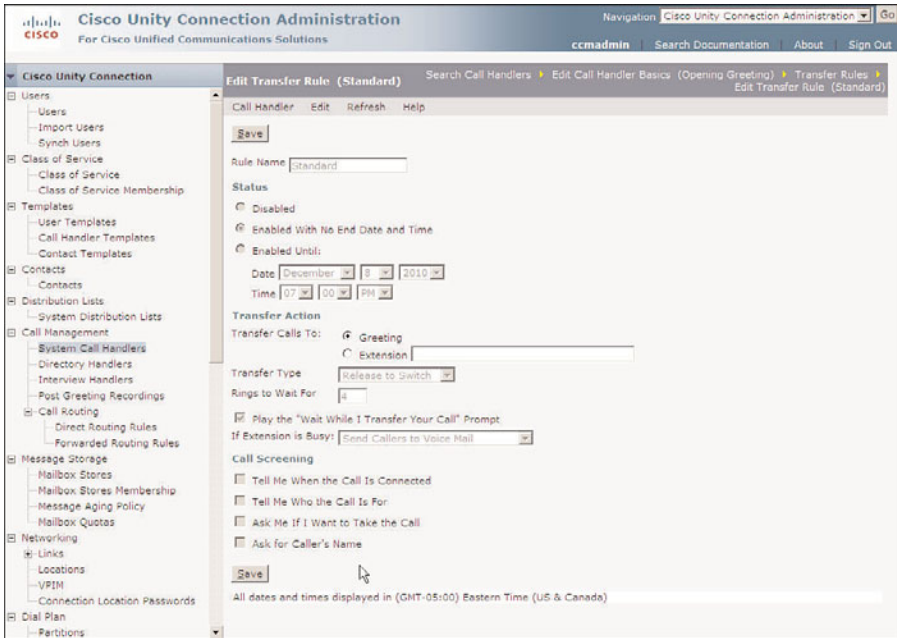 Cisco Unity Connection Administration
For Cisco Unified Communications Solutions
CISCO
Navigation Cisco Unity Connection Administration Go
ccmadmin Search Documentation About Sign Out
Cisco Unity Connection
Users
Users
Import Users
Synch Users
Class of Service
Class of Service
Class of Service Membership
Templates
User Templates
Call Handler Templates
Contact Templates
Contacts
Contacts
Distribution Lists
System Distribution Lists
Call Management
System Call Handlers
Directory Handlers
Interview Handlers
Post Greeting Recordings
Call Routing
Direct Routing Rules
Forwarded Routing Rules
Message Storage
Mailbox Stores
Mailbox Stores Membership
Message Aging Policy
Mailbox Quotas
Networking
Links
Locations
VPIM
Connection Location Passwords
Dial Plan
Partitions
Edit Transfer Rule (Standard)
Search Call Handlers Edit Call Handler Basics (Opening Greeting) Transfer Rules
Edit Transfer Rule (Standard)
Call Handler Edit Refresh Help
Save
Rule Name Standard
Status
Disabled
Enabled With No End Date and Time
Enabled Until:
Date December 8 2010
Time 07 00 PM
Transfer Action
Transfer Calls To: Greeting
Extension
Transfer Type Release to Switch
Rings to Wait For 4
Play the "Wait While I Transfer Your Call" Prompt
If Extension is Busy: Send Callers to Voice Mail
Call Screening
Tell Me When the Call Is Connected
Tell Me Who the Call Is For
Ask Me If I Want to Take the Call
Ask for Caller's Name
Save
All dates and times displayed in (GMT-05:00) Eastern Time (US & Canada)